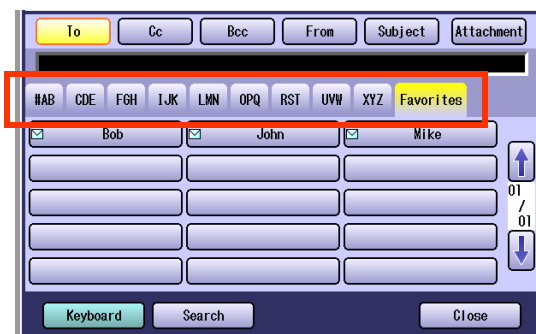 To Cc Bcc From Subject Attachment
#AB CDE FGH IJK LMN OPQ RST UVW XYZ Favorites
Bob John Mike
01
/
01
Keyboard Search Close